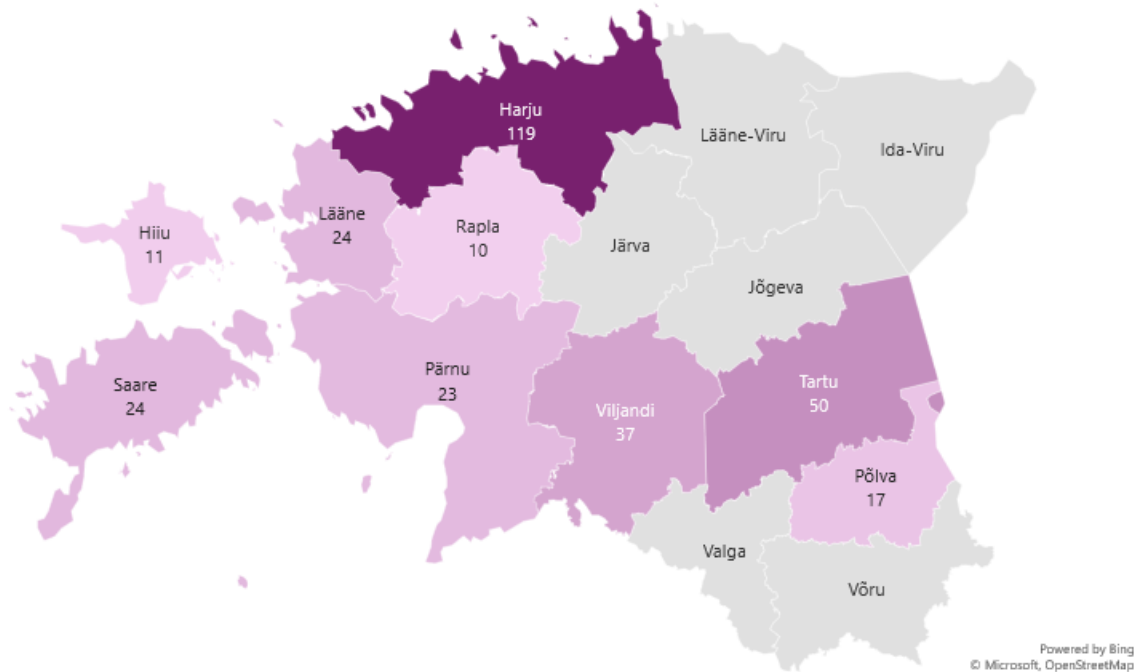 Harju
119
Lääne-Viru
Ida-Viru
Lääne
24
Rapla
10
Hiiu
11
Järva
Jõgeva
Saare
24
Pärnu
23
Viljandi
37
Tartu
50
Põlva
17
Valga
Võru
Powered by Bing
© Microsoft, OpenStreetMap